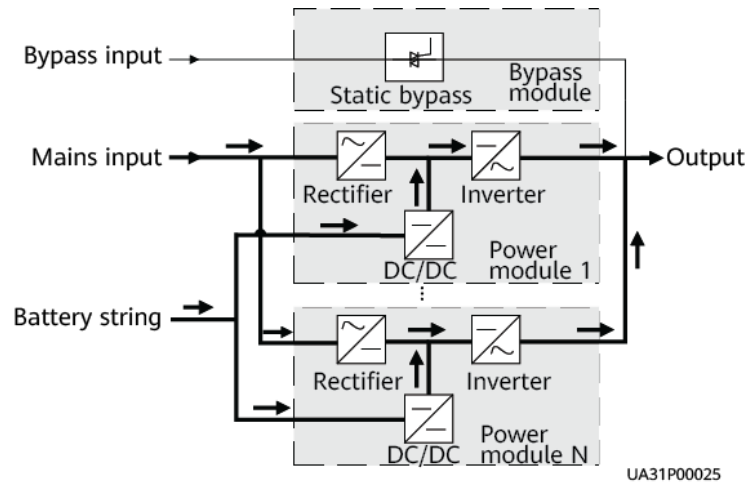 Bypass input
Static bypass
Bypass
module
Mains input
Output
Rectifier
Inverter
DC/DC
Power
module 1
Battery string
Rectifier
Inverter
DC/DC
Power
module N
UA31P00025